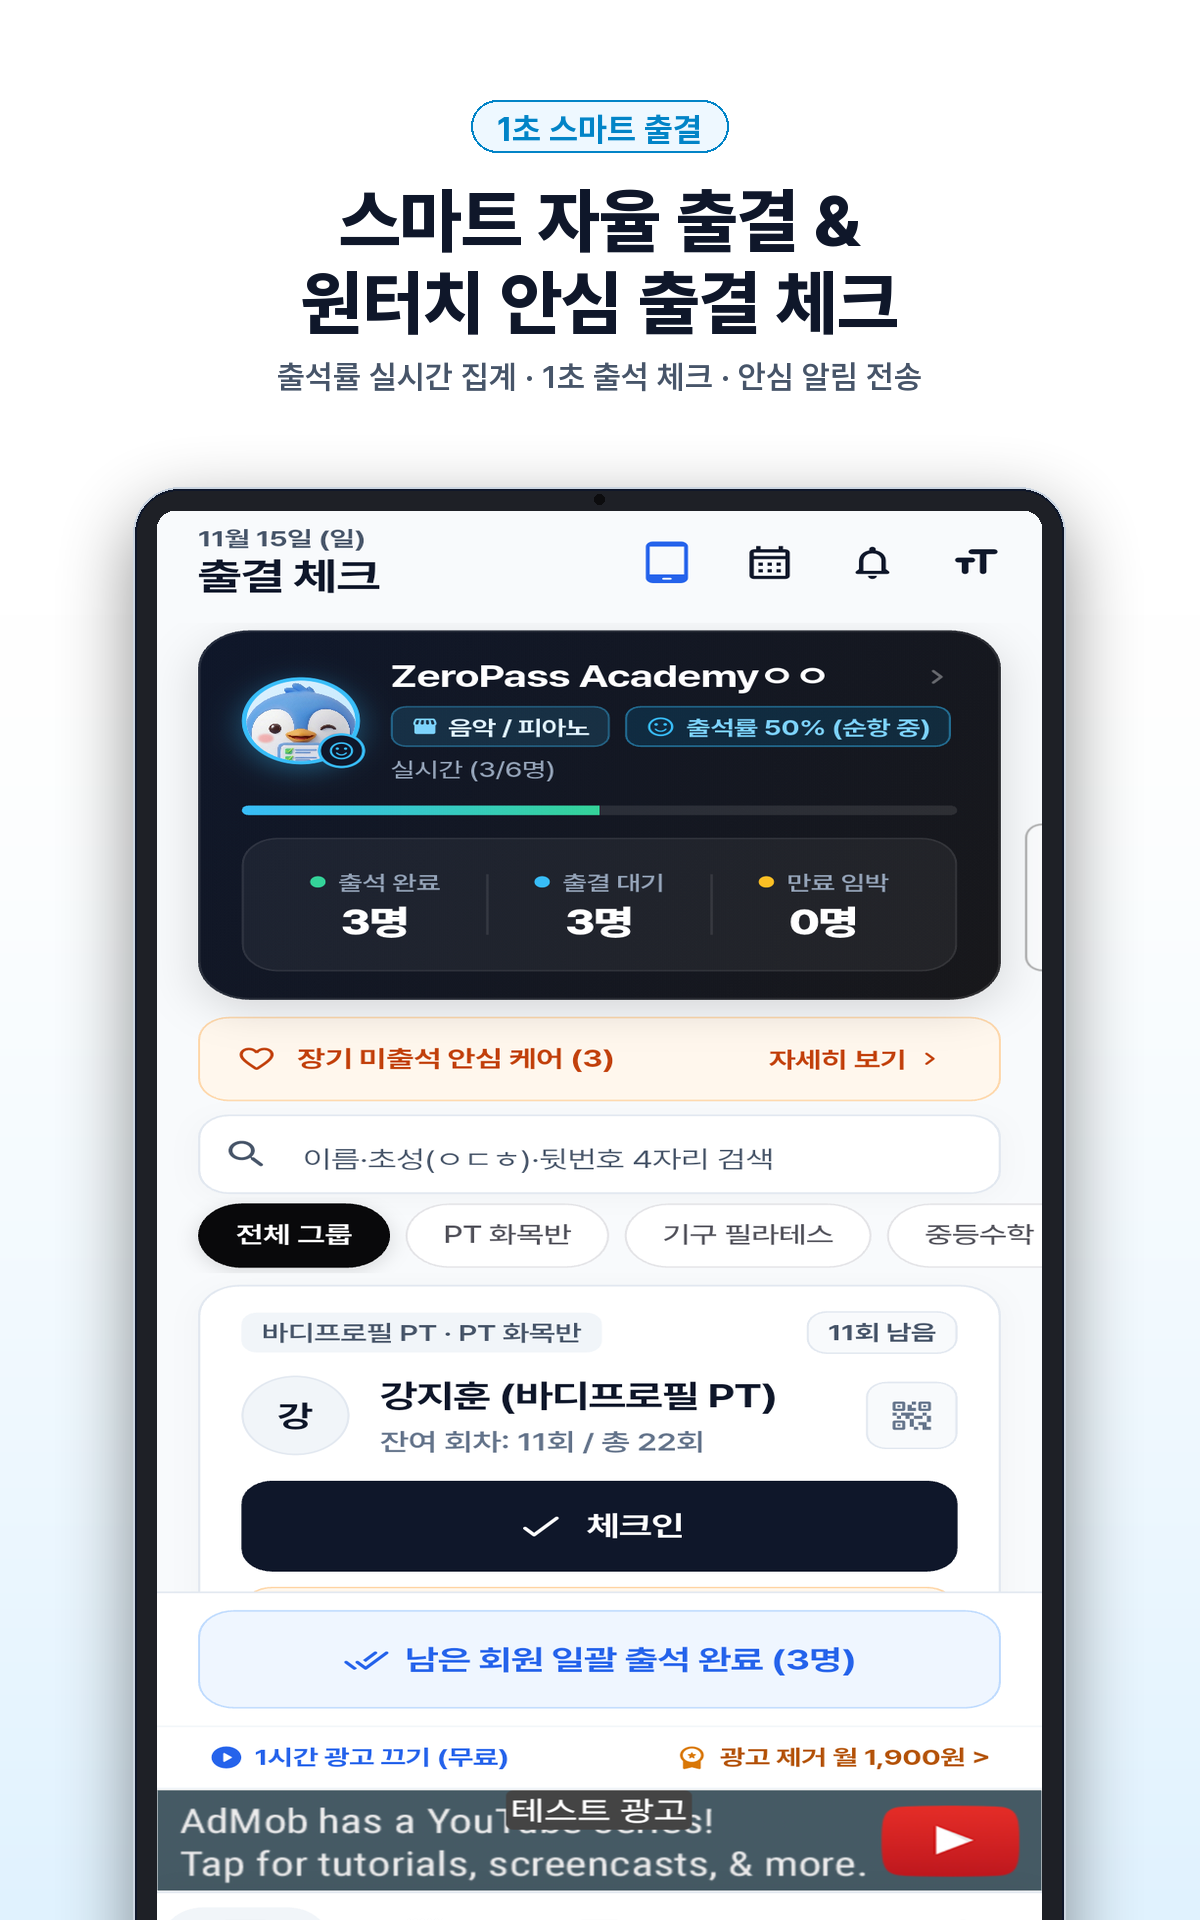 1초 스마트 출결
스마트 자율 출결 &
원터치 안심 출결 체크
출석률 실시간 집계 · 1초 출석 체크 · 안심 알림 전송
11월 15일 (일)
출결 체크
ZeroPass Academyㅇㅇ
음악 / 피아노
출석률 50% (순항 중)
실시간 (3/6명)
출석 완료
출결 대기
만료 임박
3명
3명
0명
장기 미출석 안심 케어 (3)
자세히 보기 >
이름·초성(ㅇㄷㅎ)·뒷번호 4자리 검색
전체 그룹
PT 화목반
기구 필라테스
중등수학
바디프로필 PT · PT 화목반
11회 남음
강
강지훈 (바디프로필 PT)
잔여 회차: 11회 / 총 22회
체크인
남은 회원 일괄 출석 완료 (3명)
1시간 광고 끄기 (무료)
광고 제거 월 1,900원 >
테스트 광고
AdMob has a YouTube series!
Tap for tutorials, screencasts, & more.